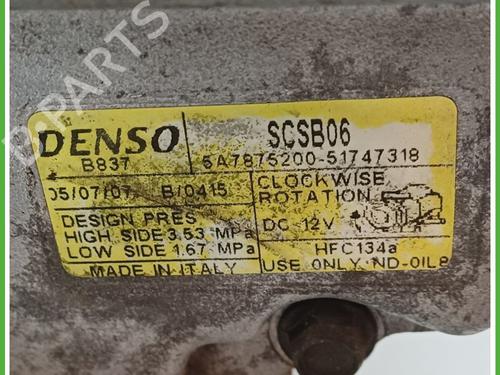 DENSO
B837
SCSB06
5A7875200-51747318
05/07/07 B/0415
DESIGN PRES
HIGH SIDE 3.53 MPa
LOW SIDE 1.67 MPa
MADE IN ITALY
CLOCKWISE
ROTATION
DC 12V
HFC134a
USE ONLY ND-OIL8
B-PARTS